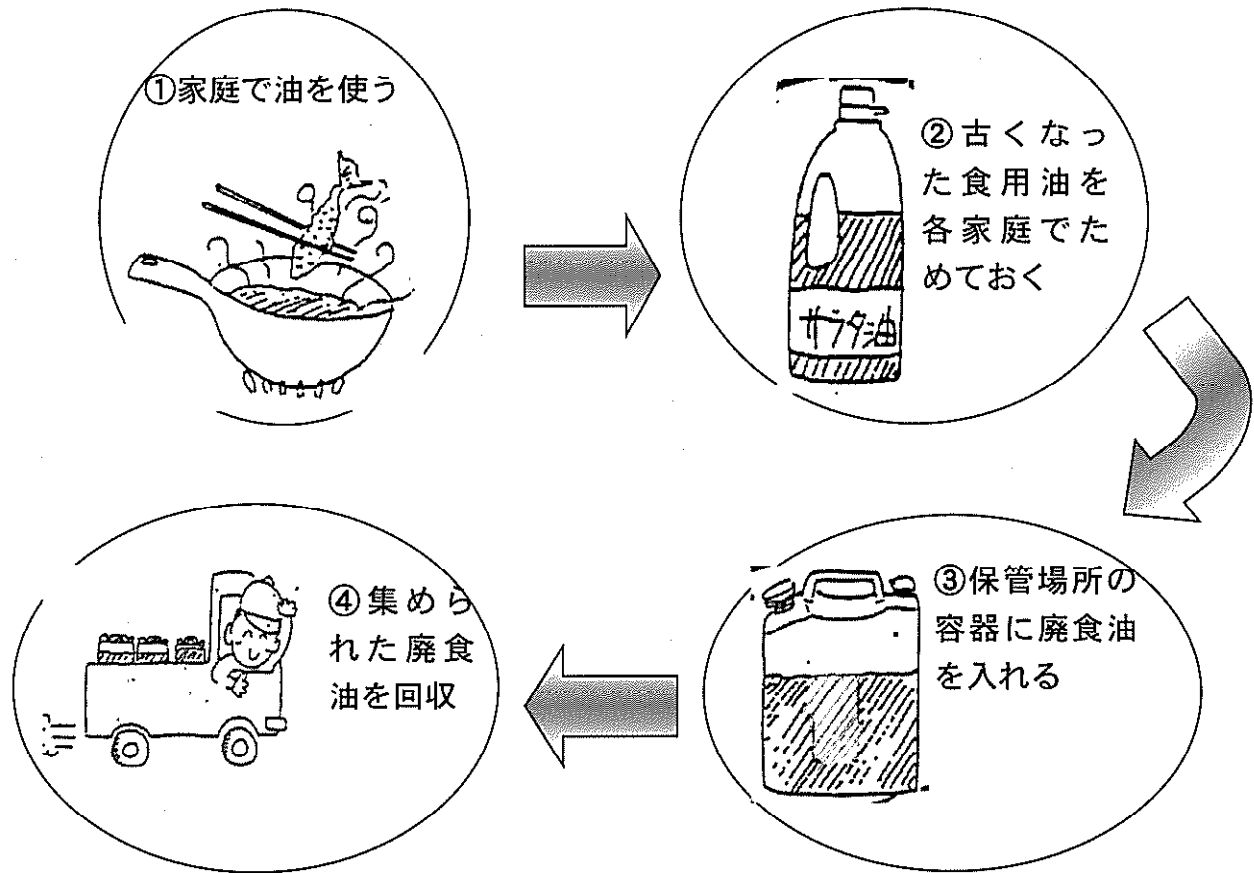 ①家庭で油を使う
②古くなっ
た食用油を
各家庭でた
めておく
サラダ油
③保管場所の
容器に廃食油
を入れる
④集めら
れた廃食
油を回収